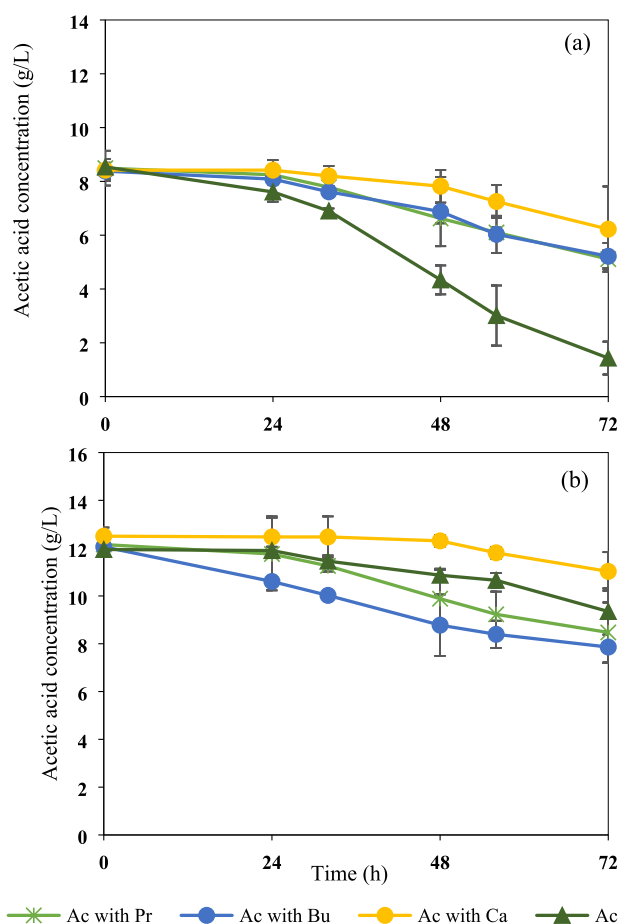 14
12
10
8
6
4
2
0
Acetic acid concentration (g/L)
(a)
0 24 48 72
16
14
12
10
8
6
4
2
0
Acetic acid concentration (g/L)
(b)
0 24 48 72
Time (h)
Ac with Pr Ac with Bu Ac with Ca Ac